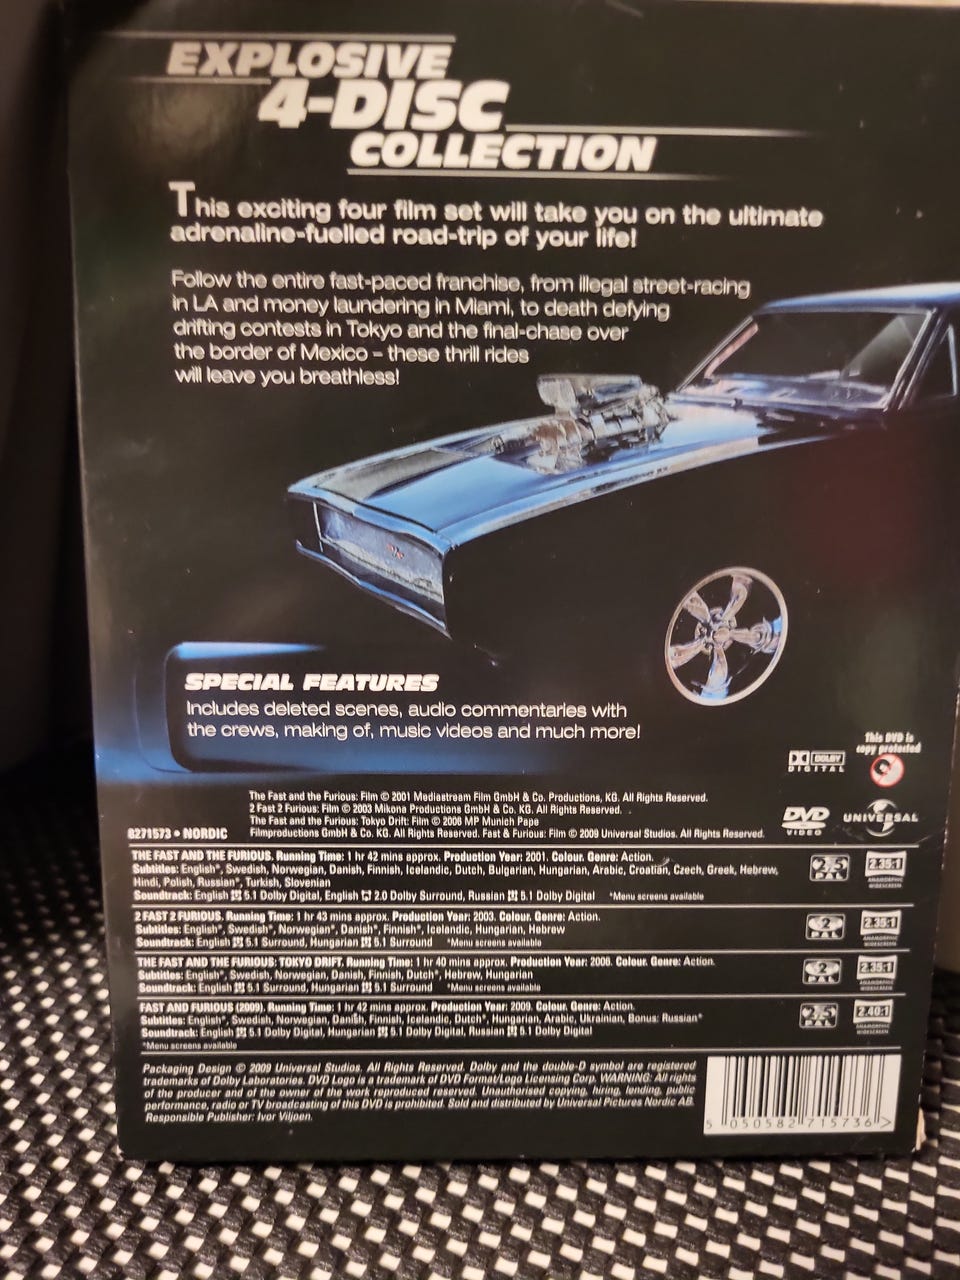 EXPLOSIVE
4-DISC
COLLECTION
This exciting four film set will take you on the ultimate
adrenaline-fuelled road-trip of your life!
Follow the entire fast-paced franchise, from illegal street-racing
in LA and money laundering in Miami, to death defying
drifting contests in Tokyo and the final-chase over
the border of Mexico – these thrill rides
will leave you breathless!
SPECIAL FEATURES
Includes deleted scenes, audio commentaries with
the crews, making of, music videos and much more!
This DVD is
copy protected
DOLBY
DIGITAL
The Fast and the Furious: Film © 2001 Mediastream Film GmbH & Co. Productions, KG. All Rights Reserved.
2 Fast 2 Furious: Film © 2003 Mikona Productions GmbH & Co. KG. All Rights Reserved.
The Fast and the Furious: Tokyo Drift: Film © 2006 MP Munich Pape
Filmproductions GmbH & Co. KG. All Rights Reserved. Fast & Furious: Film © 2009 Universal Studios. All Rights Reserved.
8271573 • NORDIC
DVD
VIDEO
UNIVERSAL
THE FAST AND THE FURIOUS. Running Time: 1 hr 42 mins approx. Production Year: 2001. Colour. Genre: Action.
Subtitles: English*, Swedish, Norwegian, Danish, Finnish, Icelandic, Dutch, Bulgarian, Hungarian, Arabic, Croatian, Czech, Greek, Hebrew,
Hindi, Polish, Russian*, Turkish, Slovenian
Soundtrack: English 5.1 Dolby Digital, English 2.0 Dolby Surround, Russian 5.1 Dolby Digital *Menu screens available
2,5
PAL
2.35:1
ANAMORPHIC
WIDESCREEN
2 FAST 2 FURIOUS. Running Time: 1 hr 43 mins approx. Production Year: 2003. Colour. Genre: Action.
Subtitles: English*, Swedish*, Norwegian*, Danish*, Finnish*, Icelandic, Hungarian, Hebrew
Soundtrack: English 5.1 Surround, Hungarian 5.1 Surround *Menu screens available
2
PAL
2.35:1
ANAMORPHIC
WIDESCREEN
THE FAST AND THE FURIOUS: TOKYO DRIFT. Running Time: 1 hr 40 mins approx. Production Year: 2006. Colour. Genre: Action.
Subtitles: English*, Swedish, Norwegian, Danish, Finnish, Dutch*, Hebrew, Hungarian
Soundtrack: English 5.1 Surround, Hungarian 5.1 Surround *Menu screens available
2
PAL
2.35:1
ANAMORPHIC
WIDESCREEN
FAST AND FURIOUS (2009). Running Time: 1 hr 42 mins approx. Production Year: 2009. Colour. Genre: Action.
Subtitles: English*, Swedish, Norwegian, Danish, Finnish, Icelandic, Dutch*, Hungarian, Arabic, Ukrainian, Bonus: Russian*
Soundtrack: English 5.1 Dolby Digital, Hungarian 5.1 Dolby Digital, Russian 5.1 Dolby Digital
*Menu screens available
2,5
PAL
2.40:1
ANAMORPHIC
WIDESCREEN
Packaging Design © 2009 Universal Studios. All Rights Reserved. Dolby and the double-D symbol are registered
trademarks of Dolby Laboratories. DVD Logo is a trademark of DVD Format/Logo Licensing Corp. WARNING: All rights
of the producer and of the owner of the work reproduced reserved. Unauthorised copying, hiring, lending, public
performance, radio or TV broadcasting of this DVD is prohibited. Sold and distributed by Universal Pictures Nordic AB.
Responsible Publisher: Ivor Viljoen.
5 050582 715736 >